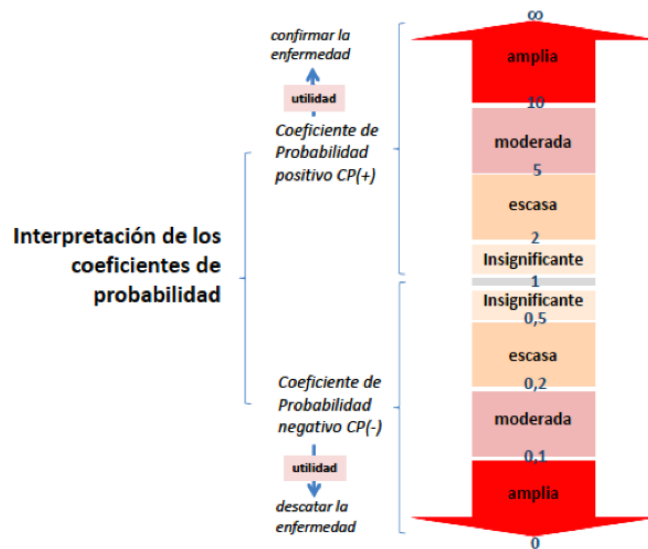 Interpretación de los
coeficientes de
probabilidad
confirmar la
enfermedad
utilidad
Coeficiente de
Probabilidad
positivo CP(+)
Coeficiente de
Probabilidad
negativo CP(-)
utilidad
descatar la
enfermedad
∞
amplia
10
moderada
5
escasa
2
Insignificante
1
Insignificante
0,5
escasa
0,2
moderada
0,1
amplia
0